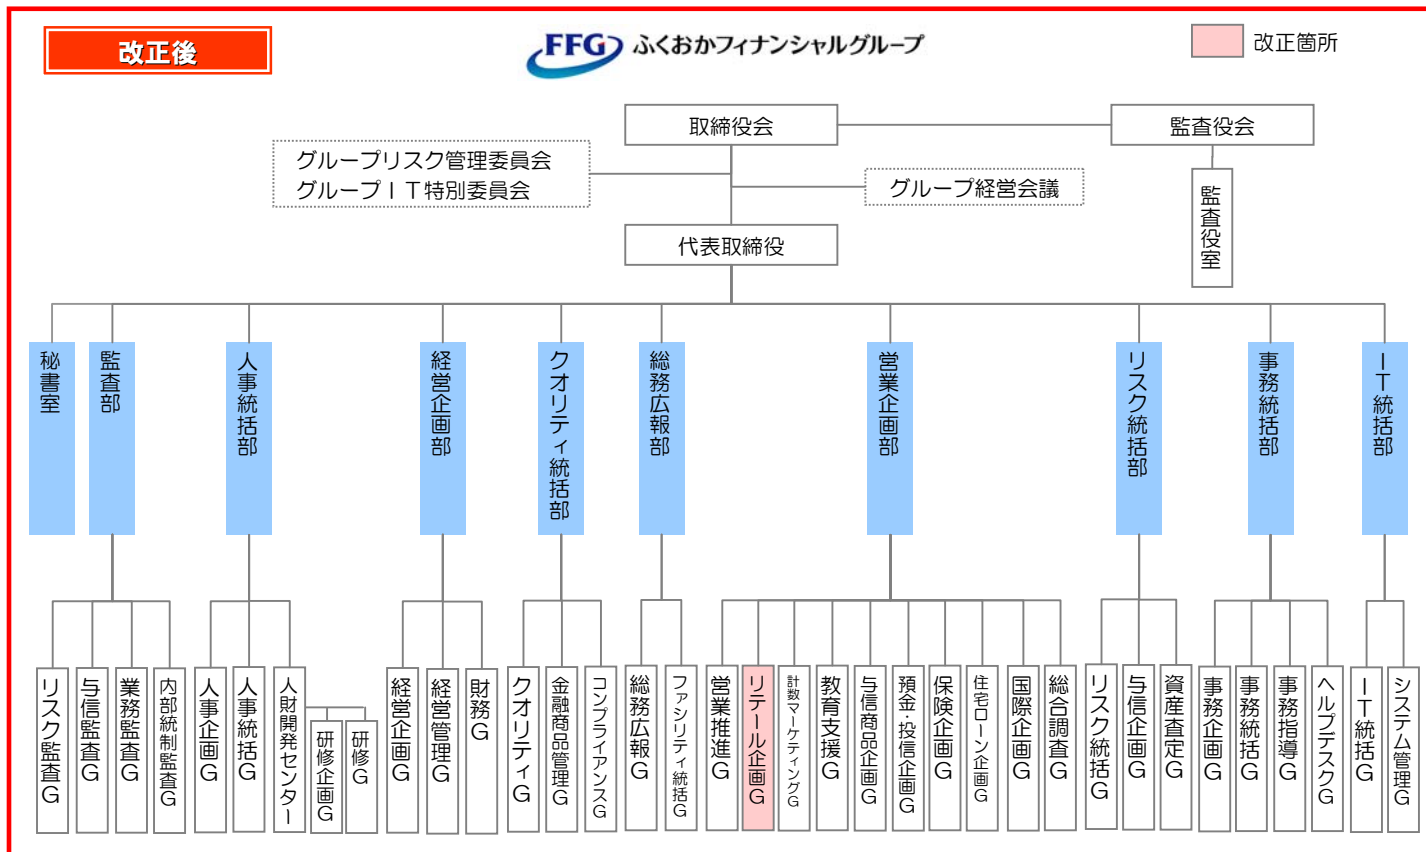 改正後
FFG ふくおかフィナンシャルグループ
改正箇所
取締役会
監査役会
グループリスク管理委員会
グループIT特別委員会
グループ経営会議
監査役室
代表取締役
秘書室
監査部
人事統括部
経営企画部
クオリティ統括部
総務広報部
営業企画部
リスク統括部
事務統括部
IT統括部
リスク監査G
与信監査G
業務監査G
内部統制監査G
人事企画G
人事統括G
人財開発センター
研修企画G
研修G
経営企画G
経営管理G
財務G
クオリティG
金融商品管理G
コンプライアンスG
総務広報G
ファシリティ統括G
営業推進G
リテール企画G
計数マーケティングG
教育支援G
与信商品企画G
預金・投信企画G
保険企画G
住宅ローン企画G
国際企画G
総合調査G
リスク統括G
与信企画G
資産査定G
事務企画G
事務統括G
事務指導G
ヘルプデスクG
IT統括G
システム管理G